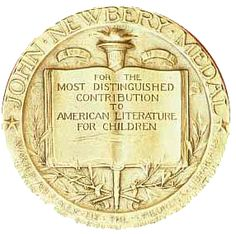 JOHN · NEWBERY · MEDAL
FOR THE
MOST DISTINGUISHED
CONTRIBUTION
TO
AMERICAN LITERATURE
FOR CHILDREN